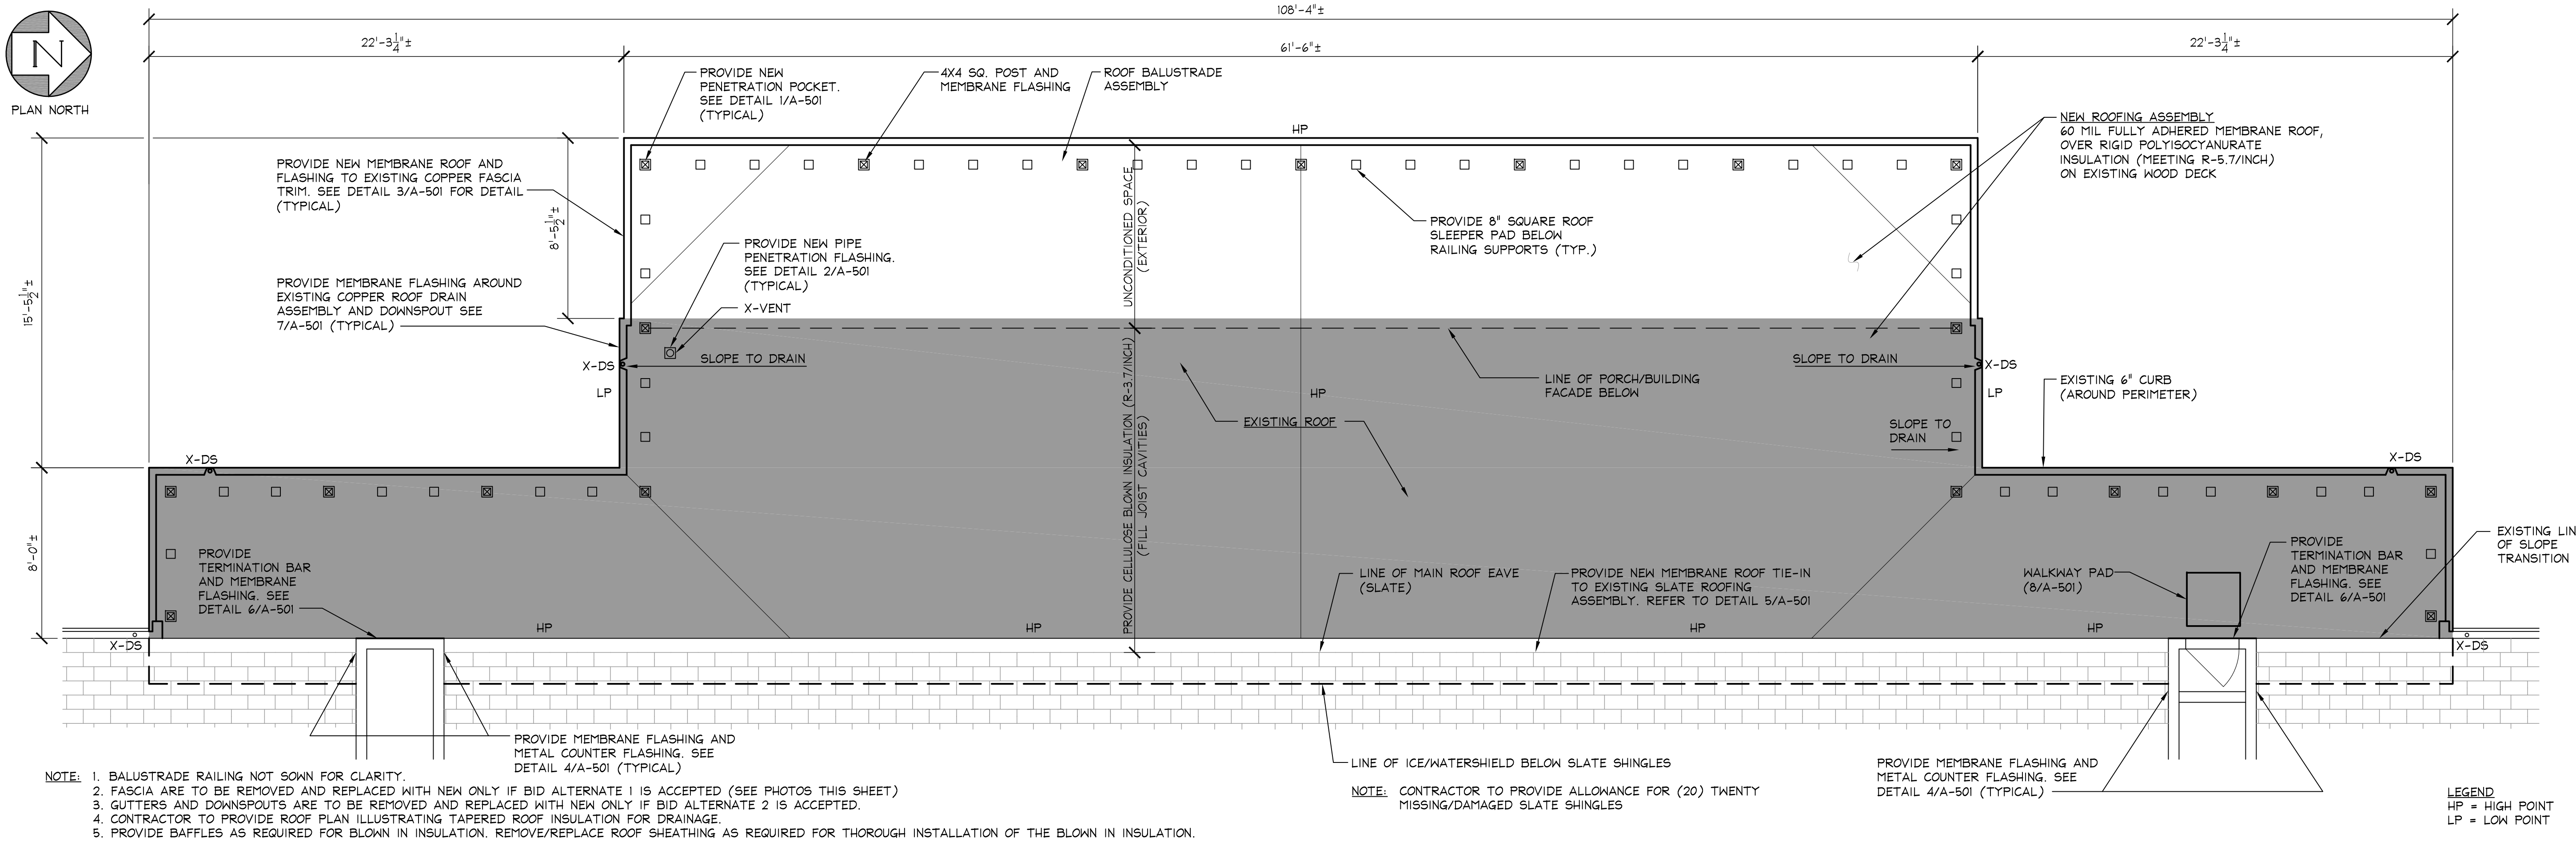 108'-4"±
22'-3 1/4"±
61'-6"±
22'-3 1/4"±
N
PLAN NORTH
PROVIDE NEW
PENETRATION POCKET.
SEE DETAIL 1/A-501
(TYPICAL)
4X4 SQ. POST AND
MEMBRANE FLASHING
ROOF BALUSTRADE
ASSEMBLY
NEW ROOFING ASSEMBLY
60 MIL FULLY ADHERED MEMBRANE ROOF,
OVER RIGID POLYISOCYANURATE
INSULATION (MEETING R-5.7/INCH)
ON EXISTING WOOD DECK
HP
PROVIDE NEW MEMBRANE ROOF AND
FLASHING TO EXISTING COPPER FASCIA
TRIM. SEE DETAIL 3/A-501 FOR DETAIL
(TYPICAL)
8'-5 1/2"±
15'-5 1/2"±
UNCONDITIONED SPACE
(EXTERIOR)
PROVIDE 8" SQUARE ROOF
SLEEPER PAD BELOW
RAILING SUPPORTS (TYP.)
PROVIDE NEW PIPE
PENETRATION FLASHING.
SEE DETAIL 2/A-501
(TYPICAL)
X-VENT
PROVIDE MEMBRANE FLASHING AROUND
EXISTING COPPER ROOF DRAIN
ASSEMBLY AND DOWNSPOUT SEE
7/A-501 (TYPICAL)
X-DS
SLOPE TO DRAIN
LP
SLOPE TO DRAIN
X-DS
LP
LINE OF PORCH/BUILDING
FACADE BELOW
HP
EXISTING 6" CURB
(AROUND PERIMETER)
EXISTING ROOF
SLOPE TO
DRAIN
PROVIDE CELLULOSE BLOWN INSULATION (R-3.7/INCH)
(FILL JOIST CAVITIES)
X-DS
X-DS
8'-0"±
PROVIDE
TERMINATION BAR
AND MEMBRANE
FLASHING. SEE
DETAIL 6/A-501
LINE OF MAIN ROOF EAVE
(SLATE)
PROVIDE NEW MEMBRANE ROOF TIE-IN
TO EXISTING SLATE ROOFING
ASSEMBLY. REFER TO DETAIL 5/A-501
WALKWAY PAD
(8/A-501)
PROVIDE
TERMINATION BAR
AND MEMBRANE
FLASHING. SEE
DETAIL 6/A-501
EXISTING LIN
OF SLOPE
TRANSITION
HP
HP
HP
HP
X-DS
X-DS
PROVIDE MEMBRANE FLASHING AND
METAL COUNTER FLASHING. SEE
DETAIL 4/A-501 (TYPICAL)
LINE OF ICE/WATERSHIELD BELOW SLATE SHINGLES
NOTE: CONTRACTOR TO PROVIDE ALLOWANCE FOR (20) TWENTY
MISSING/DAMAGED SLATE SHINGLES
PROVIDE MEMBRANE FLASHING AND
METAL COUNTER FLASHING. SEE
DETAIL 4/A-501 (TYPICAL)
NOTE: 1. BALUSTRADE RAILING NOT SOWN FOR CLARITY.
2. FASCIA ARE TO BE REMOVED AND REPLACED WITH NEW ONLY IF BID ALTERNATE 1 IS ACCEPTED (SEE PHOTOS THIS SHEET)
3. GUTTERS AND DOWNSPOUTS ARE TO BE REMOVED AND REPLACED WITH NEW ONLY IF BID ALTERNATE 2 IS ACCEPTED.
4. CONTRACTOR TO PROVIDE ROOF PLAN ILLUSTRATING TAPERED ROOF INSULATION FOR DRAINAGE.
5. PROVIDE BAFFLES AS REQUIRED FOR BLOWN IN INSULATION. REMOVE/REPLACE ROOF SHEATHING AS REQUIRED FOR THOROUGH INSTALLATION OF THE BLOWN IN INSULATION.
LEGEND
HP = HIGH POINT
LP = LOW POINT